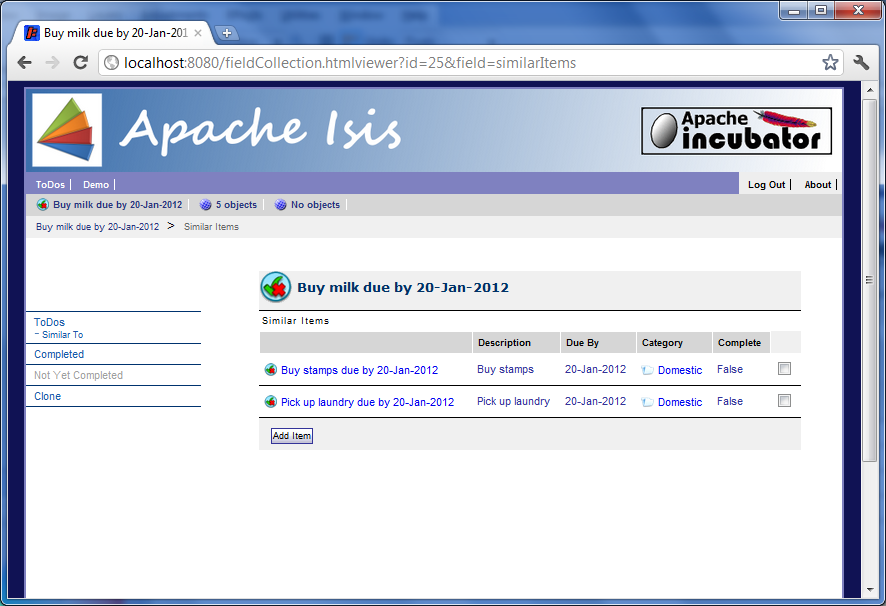 Buy milk due by 20-Jan-201
localhost:8080/fieldCollection.htmlviewer?id=25&field=similarItems
Apache Isis
Apache incubator
ToDos | Demo |
Log Out | About |
Buy milk due by 20-Jan-2012 5 objects No objects
Buy milk due by 20-Jan-2012 > Similar Items
Buy milk due by 20-Jan-2012
ToDos
~ Similar To
Completed
Not Yet Completed
Clone
Similar Items
Description Due By Category Complete
Buy stamps due by 20-Jan-2012 Buy stamps 20-Jan-2012 Domestic False
Pick up laundry due by 20-Jan-2012 Pick up laundry 20-Jan-2012 Domestic False
Add Item